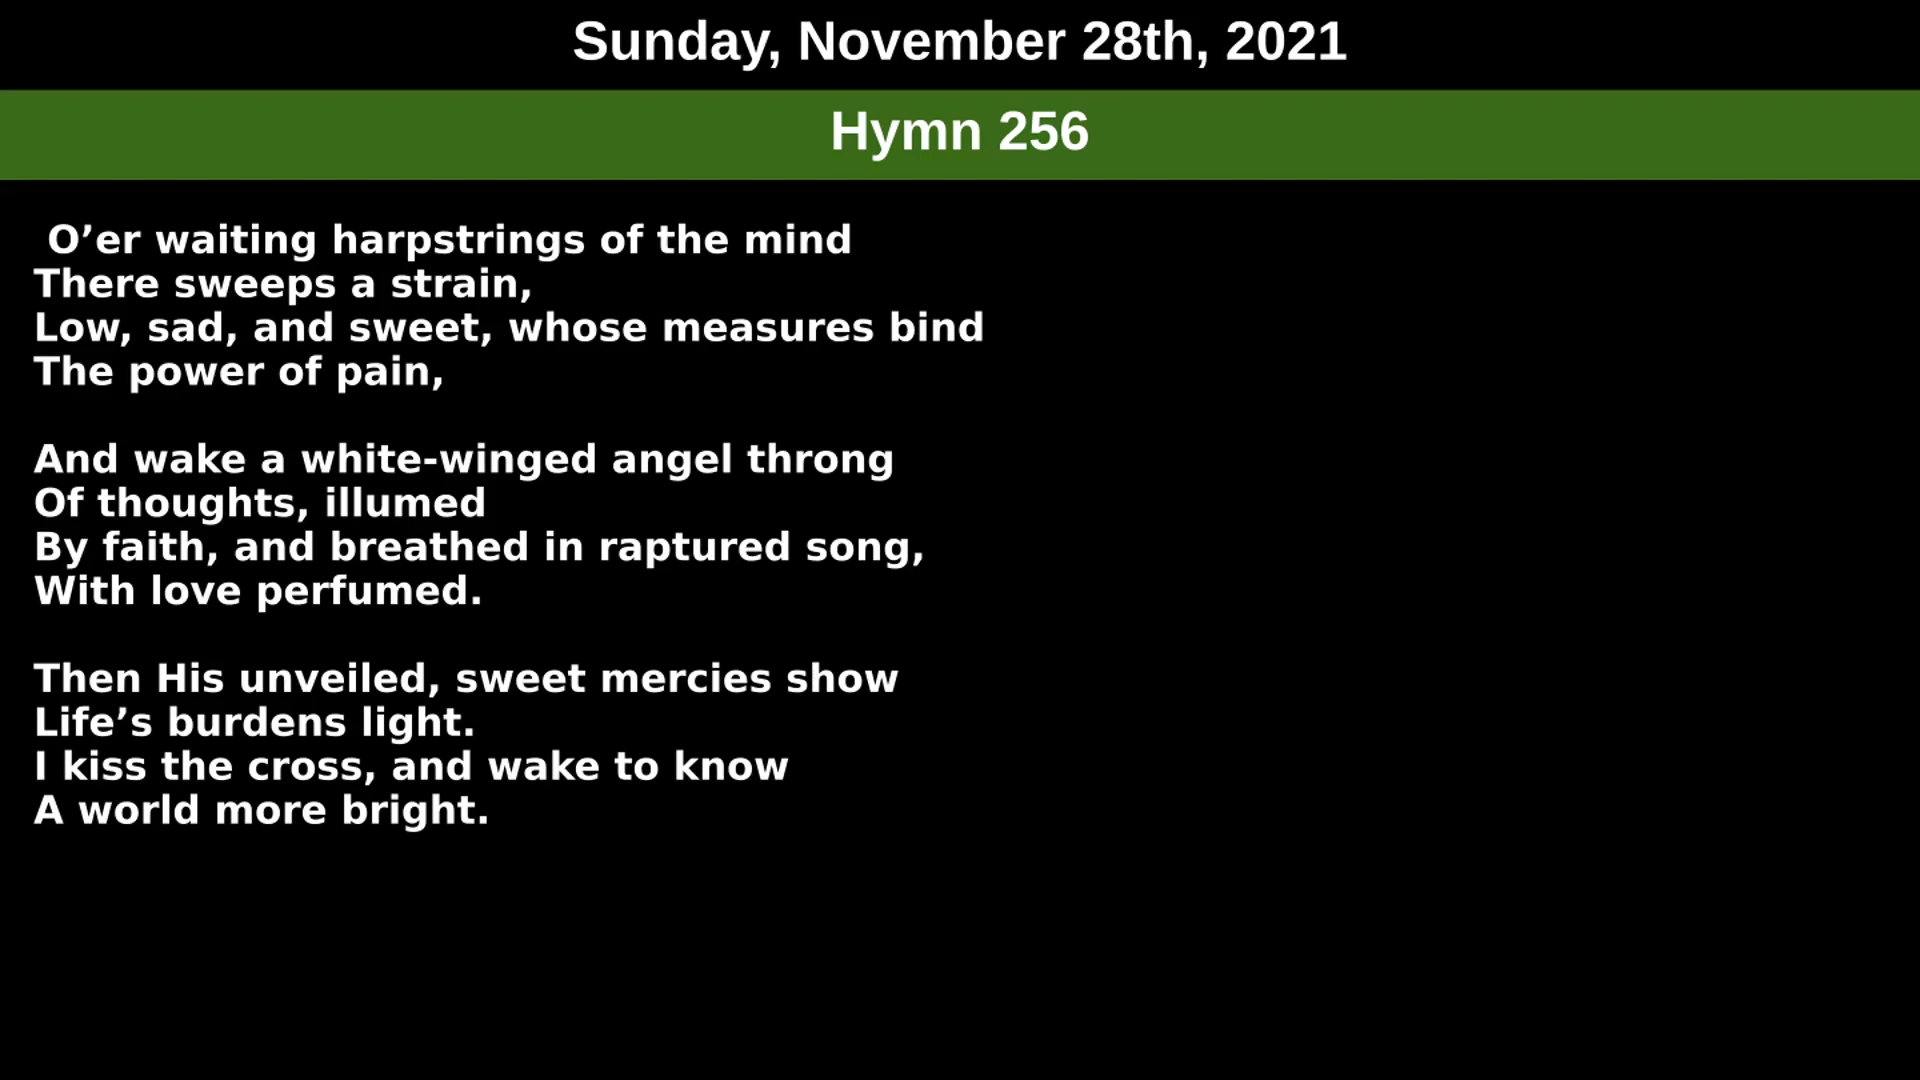 Sunday, November 28th, 2021
Hymn 256
O’er waiting harpstrings of the mind
There sweeps a strain,
Low, sad, and sweet, whose measures bind
The power of pain,
And wake a white-winged angel throng
Of thoughts, illumed
By faith, and breathed in raptured song,
With love perfumed.
Then His unveiled, sweet mercies show
Life’s burdens light.
I kiss the cross, and wake to know
A world more bright.